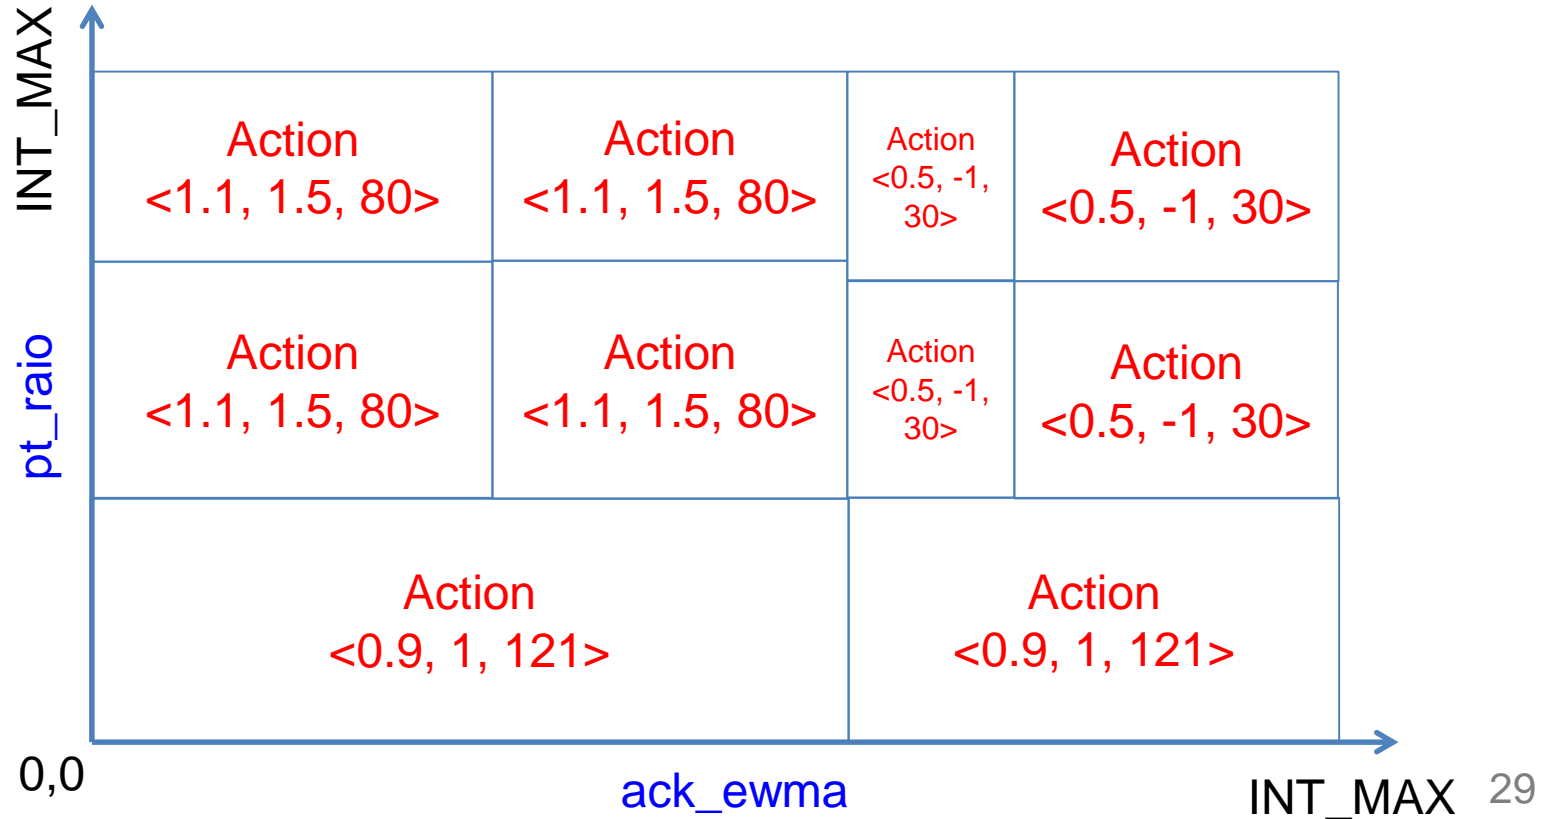 INT_MAX
Action
<1.1, 1.5, 80>
Action
<1.1, 1.5, 80>
Action
<0.5, -1,
30>
Action
<0.5, -1, 30>
pt_raio
Action
<1.1, 1.5, 80>
Action
<1.1, 1.5, 80>
Action
<0.5, -1,
30>
Action
<0.5, -1, 30>
Action
<0.9, 1, 121>
Action
<0.9, 1, 121>
0,0
ack_ewma
INT_MAX
29